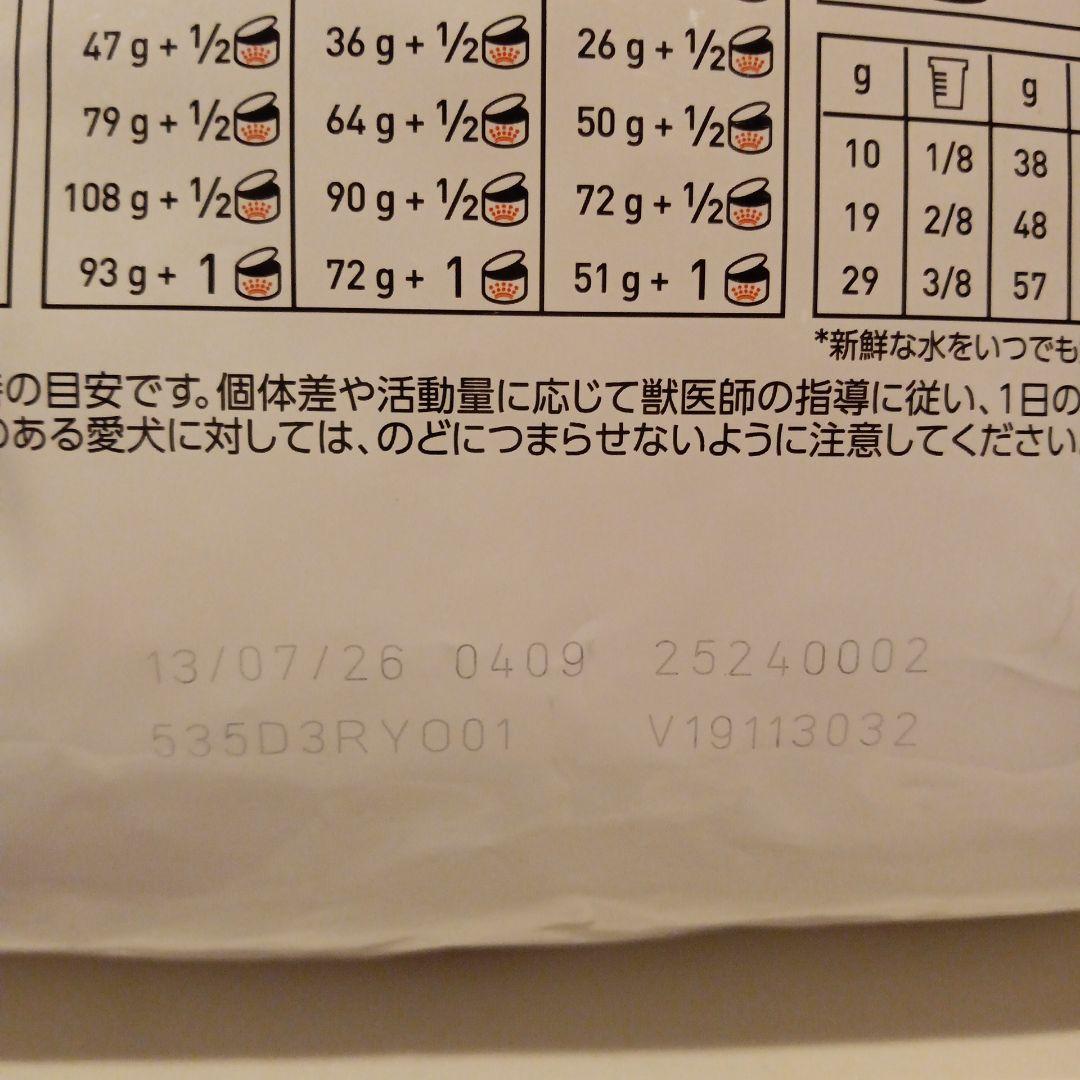 47 g + ½ 36 g + ½ 26 g + ½
79 g + ½ 64 g + ½ 50 g + ½
108 g + ½ 90 g + ½ 72 g + ½
93 g + 1 72 g + 1 51 g + 1
g g
10 1/8 38
19 2/8 48
29 3/8 57
*新鮮な水をいつでも
の目安です。個体差や活動量に応じて獣医師の指導に従い、1日の
のある愛犬に対しては、のどにつまらせないように注意してください
13/07/26 0409 25240002
535D3RY001 V19113032